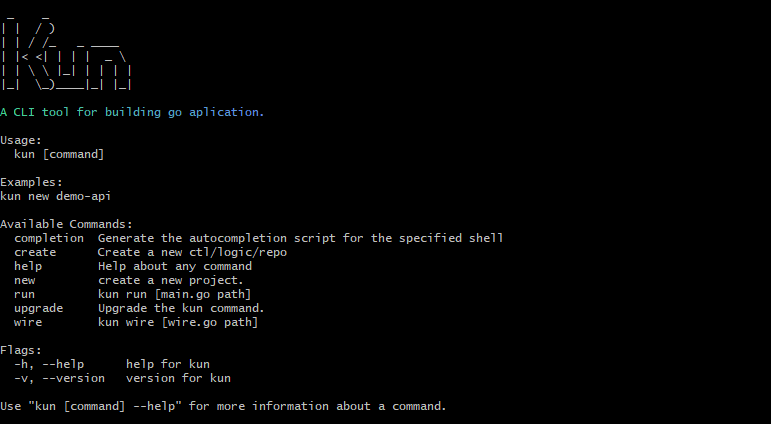 _     _
| |   / )
| |  / /_   _ ____
| |< <| | | |  _ \
| | \ \ |_| | | | |
|_|  \_)____|_| |_|
A CLI tool for building go aplication.
Usage:
  kun [command]
Examples:
kun new demo-api
Available Commands:
  completion  Generate the autocompletion script for the specified shell
  create      Create a new ctl/logic/repo
  help        Help about any command
  new         create a new project.
  run         kun run [main.go path]
  upgrade     Upgrade the kun command.
  wire        kun wire [wire.go path]
Flags:
  -h, --help      help for kun
  -v, --version   version for kun
Use "kun [command] --help" for more information about a command.